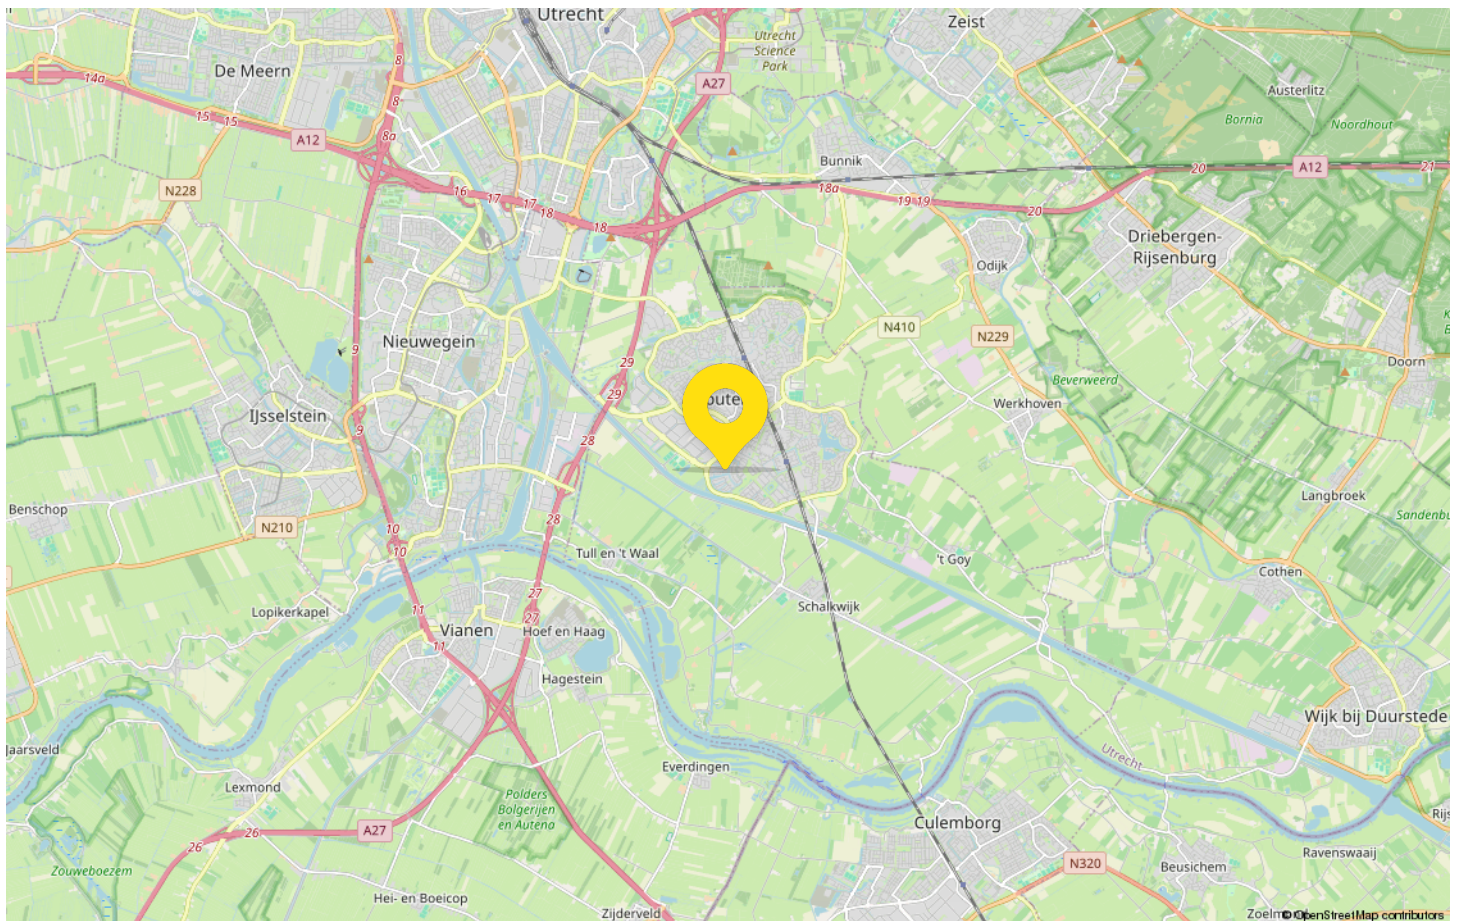 Utrecht
Zeist
Utrecht
Science
Park
De Meern
14a
8
A27
Austerlitz
Bornia
Noordhout
15
15
8
A12
8a
Bunnik
A12
20
21
N228
16
17
17
18
18
18a
19
19
20
Driebergen-
Rijsenburg
Odijk
N410
N229
Nieuwegein
9
29
29
Doorn
Beverweerd
Werkhoven
IJsselstein
9
28
Langbroek
Benschop
N210
10
10
28
Tull en 't Waal
't Goy
Cothen
Lopikerkapel
11
27
27
Schalkwijk
Vianen
11
Hoef en Haag
Hagestein
Wijk bij Duurstede
Jaarsveld
Utrecht
Everdingen
Lexmond
Polders
Bolgerijen
en Autena
Culemborg
26
A27
26
Ravenswaaij
Zouweboezem
N320
Beusichem
Hei- en Boeicop
Zijderveld
© OpenStreetMap contributors